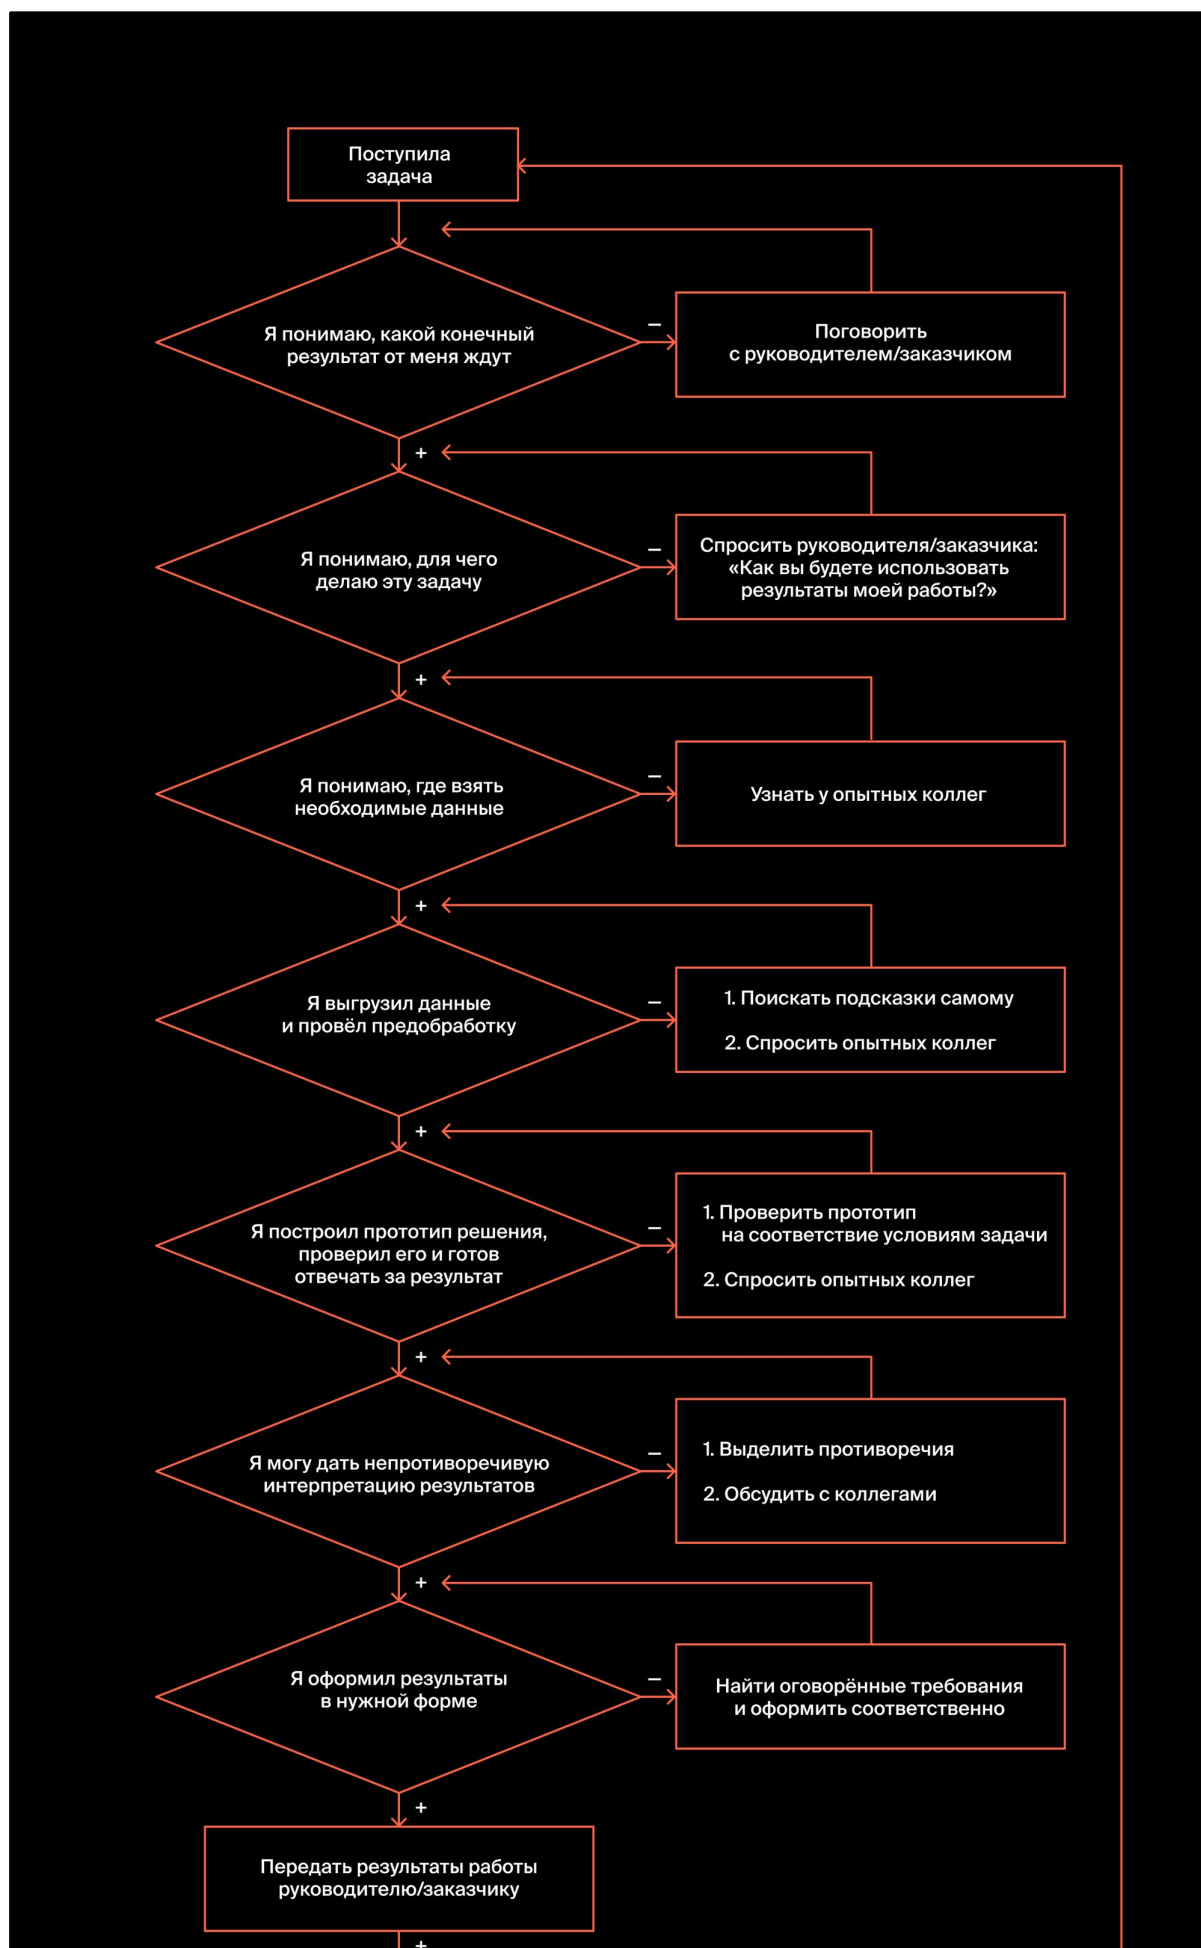 Поступила
задача
Я понимаю, какой конечный
результат от меня ждут
–
Поговорить
с руководителем/заказчиком
+
Я понимаю, для чего
делаю эту задачу
–
Спросить руководителя/заказчика:
«Как вы будете использовать
результаты моей работы?»
+
Я понимаю, где взять
необходимые данные
–
Узнать у опытных коллег
+
Я выгрузил данные
и провёл предобработку
–
1. Поискать подсказки самому
2. Спросить опытных коллег
+
Я построил прототип решения,
проверил его и готов
отвечать за результат
–
1. Проверить прототип
на соответствие условиям задачи
2. Спросить опытных коллег
+
Я могу дать непротиворечивую
интерпретацию результатов
–
1. Выделить противоречия
2. Обсудить с коллегами
+
Я оформил результаты
в нужной форме
–
Найти оговорённые требования
и оформить соответственно
+
Передать результаты работы
руководителю/заказчику
+